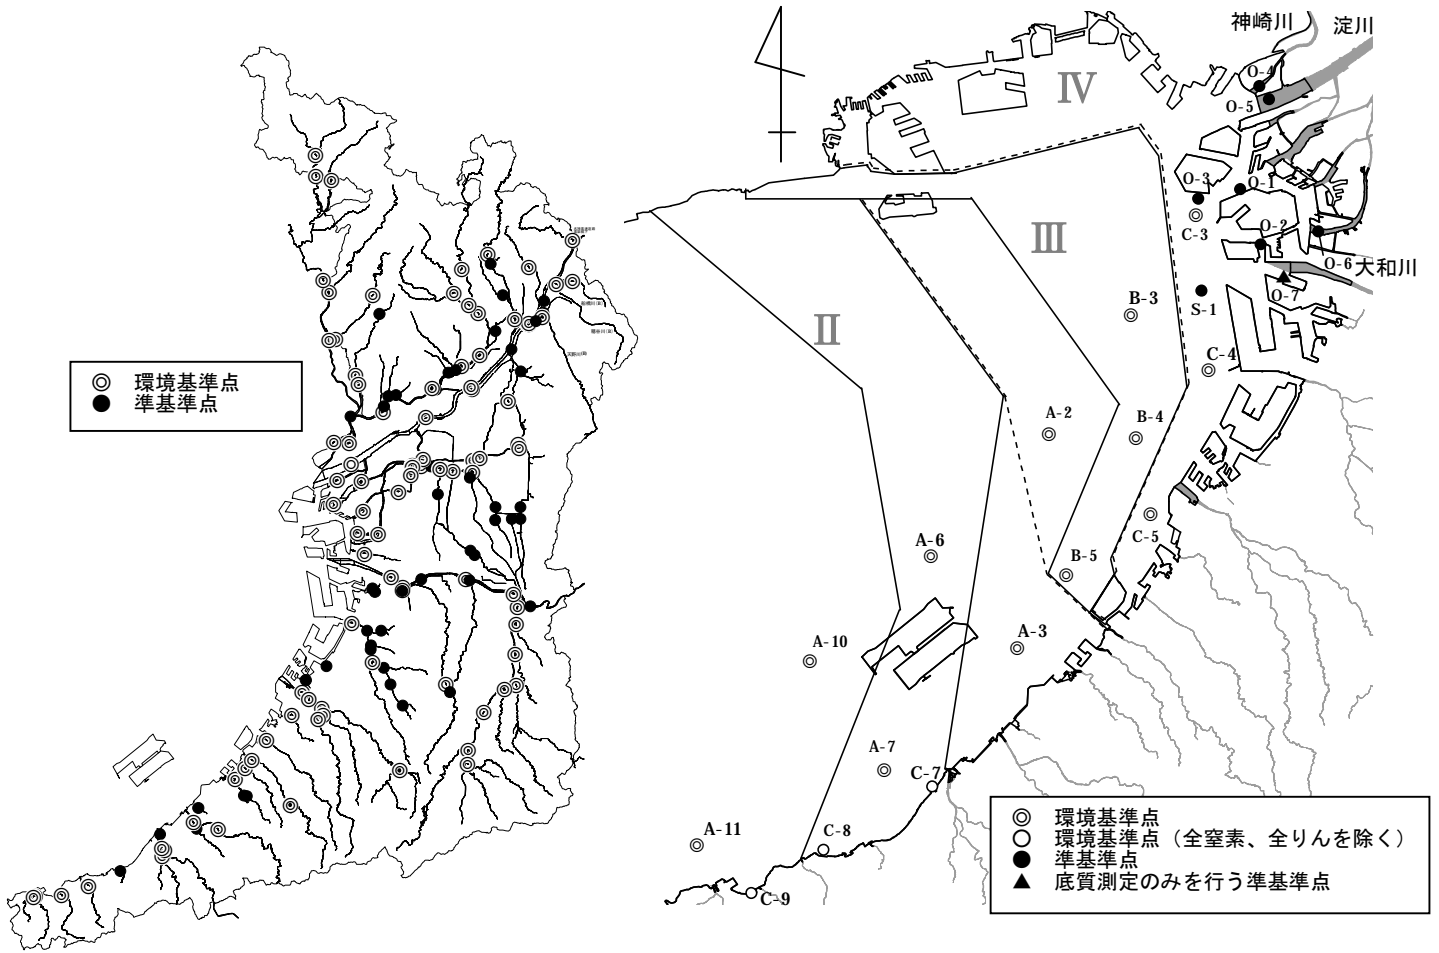 環境基準点
準基準点
神崎川
淀川
Ⅳ
O-4
O-5
O-3
O-1
C-3
O-2
Ⅲ
O-6
大和川
O-7
S-1
B-3
Ⅱ
C-4
A-2
B-4
C-5
A-6
B-5
A-10
A-3
A-7
C-7
A-11
C-8
C-9
環境基準点
環境基準点（全窒素、全りんを除く）
準基準点
底質測定のみを行う準基準点